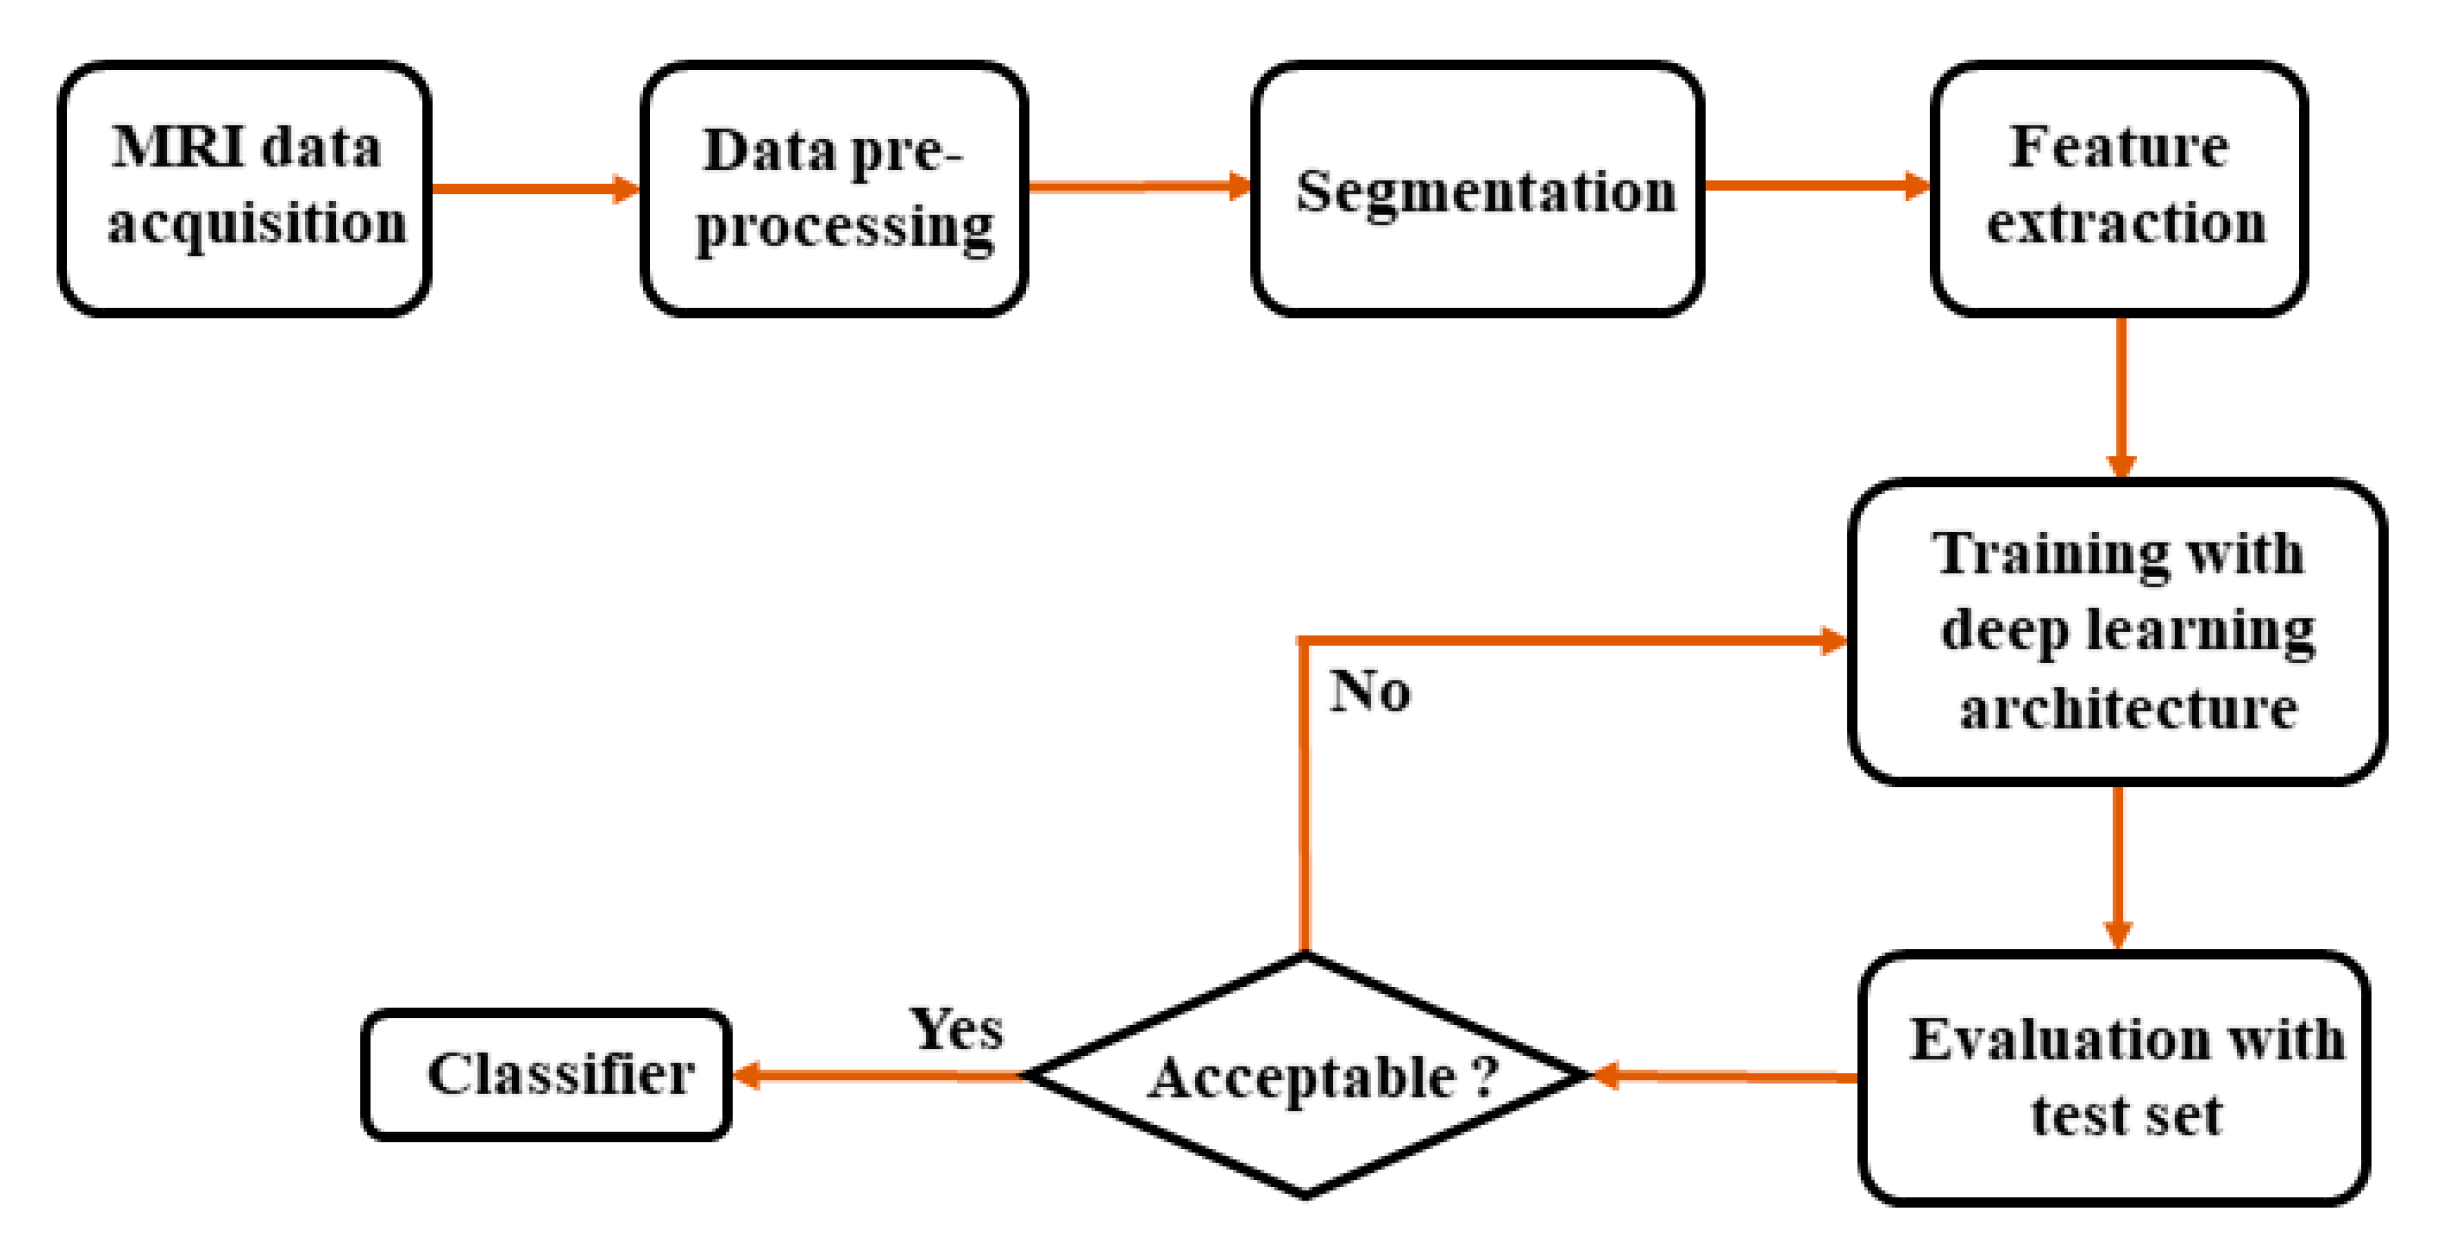 MRI data
acquisition
Data pre-
processing
Segmentation
Feature
extraction
Training with
deep learning
architecture
No
Evaluation with
test set
Acceptable ?
Yes
Classifier